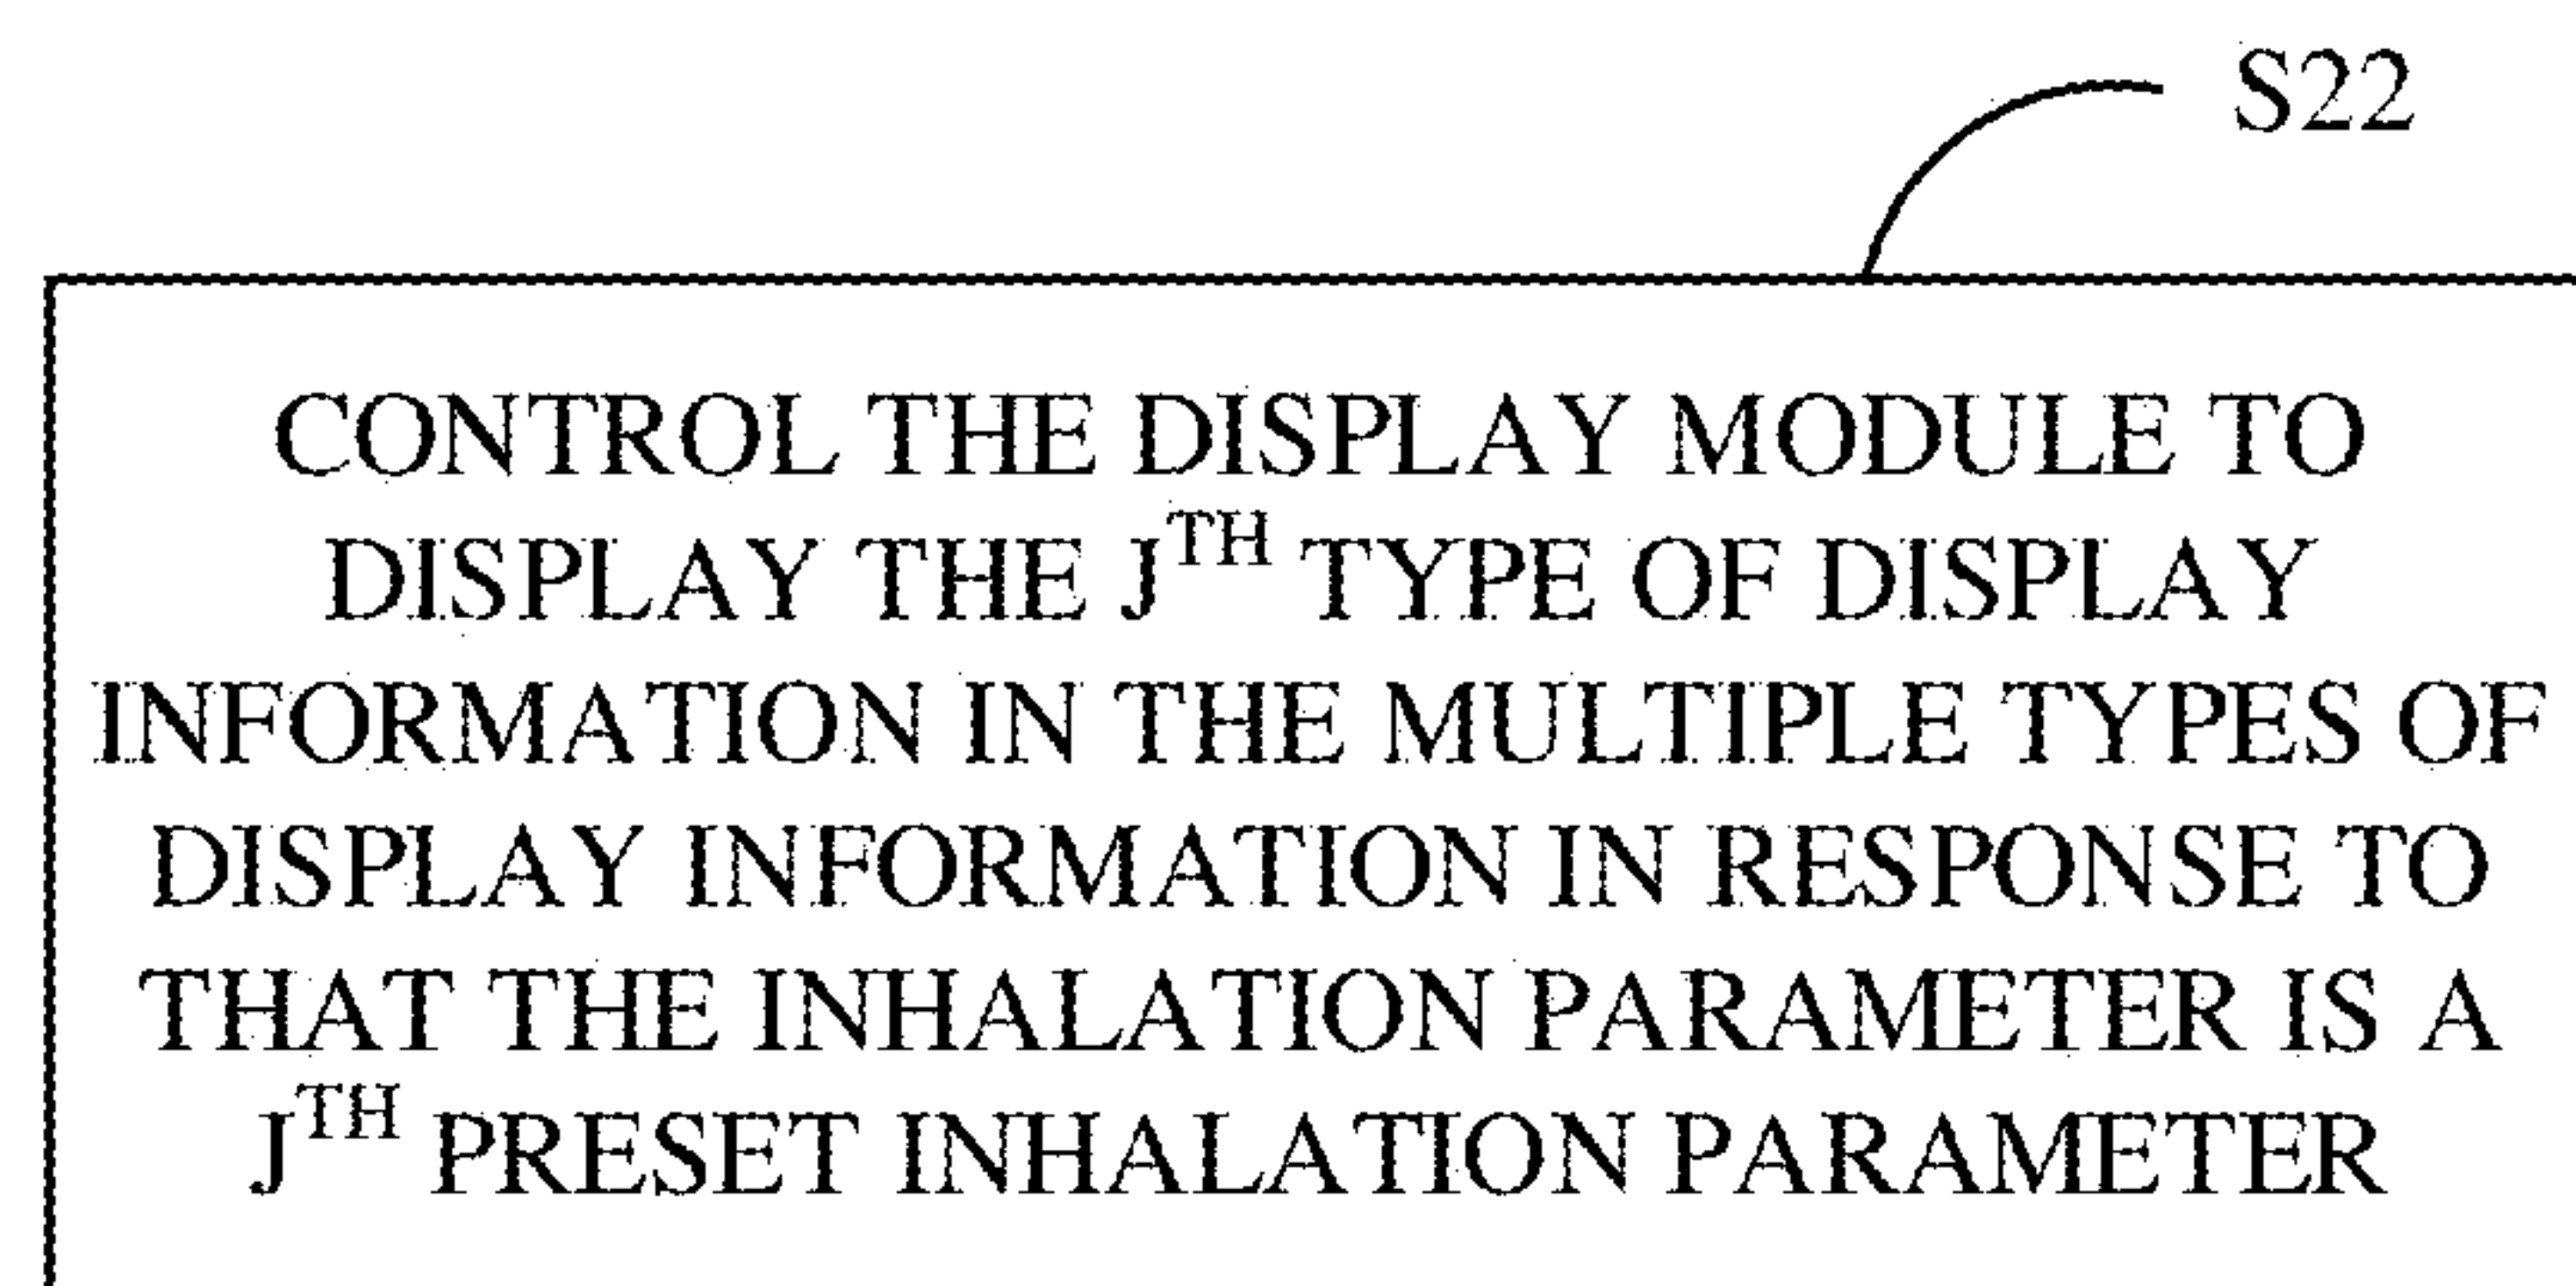 S22
CONTROL THE DISPLAY MODULE TO
DISPLAY THE J^TH TYPE OF DISPLAY
INFORMATION IN THE MULTIPLE TYPES OF
DISPLAY INFORMATION IN RESPONSE TO
THAT THE INHALATION PARAMETER IS A
J^TH PRESET INHALATION PARAMETER